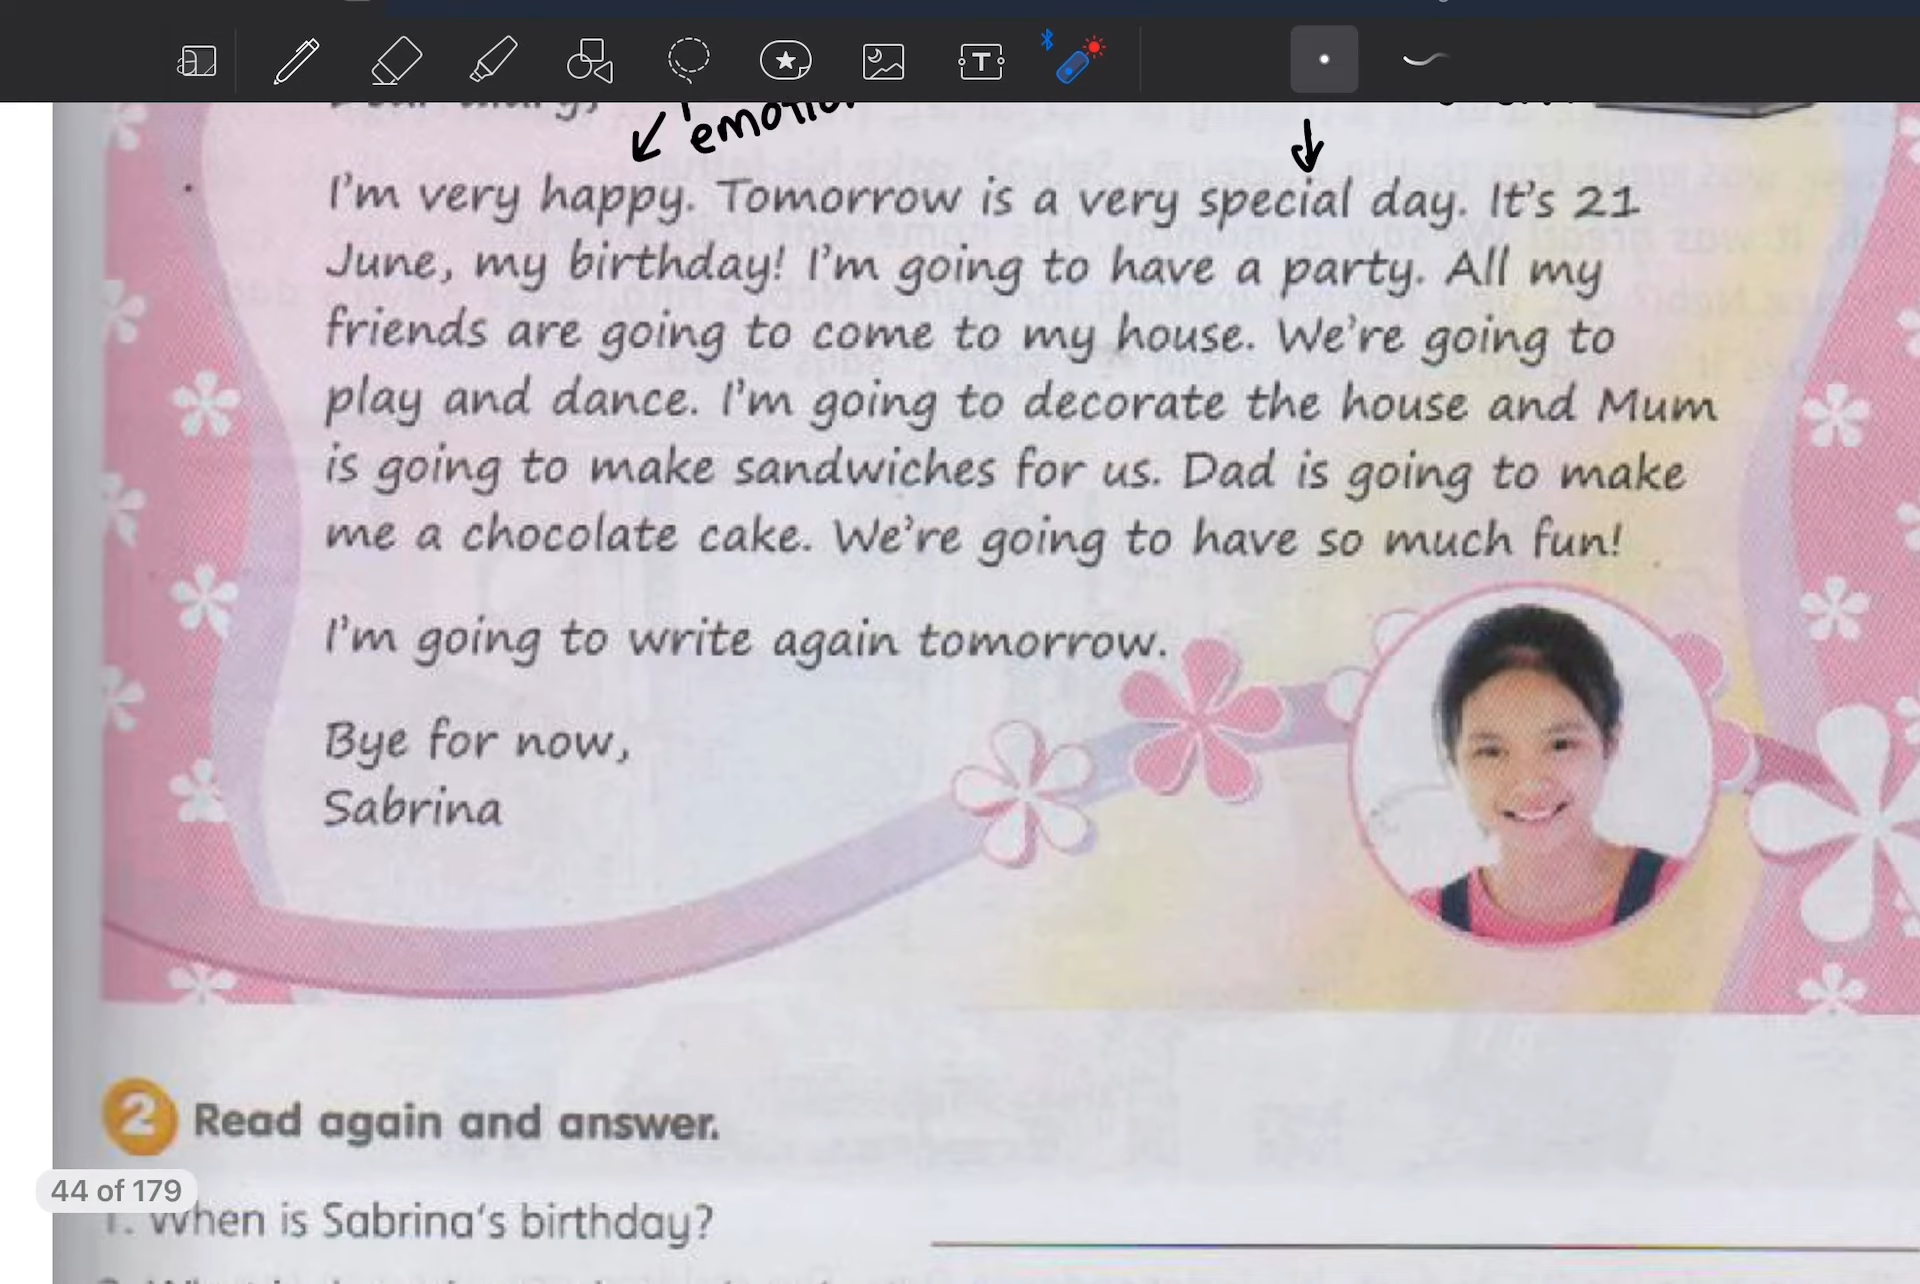 I'm very happy. Tomorrow is a very special day. It's 21
June, my birthday! I'm going to have a party. All my
friends are going to come to my house. We're going to
play and dance. I'm going to decorate the house and Mum
is going to make sandwiches for us. Dad is going to make
me a chocolate cake. We're going to have so much fun!
I'm going to write again tomorrow.
Bye for now,
Sabrina
2 Read again and answer.
44 of 179
1. When is Sabrina's birthday?